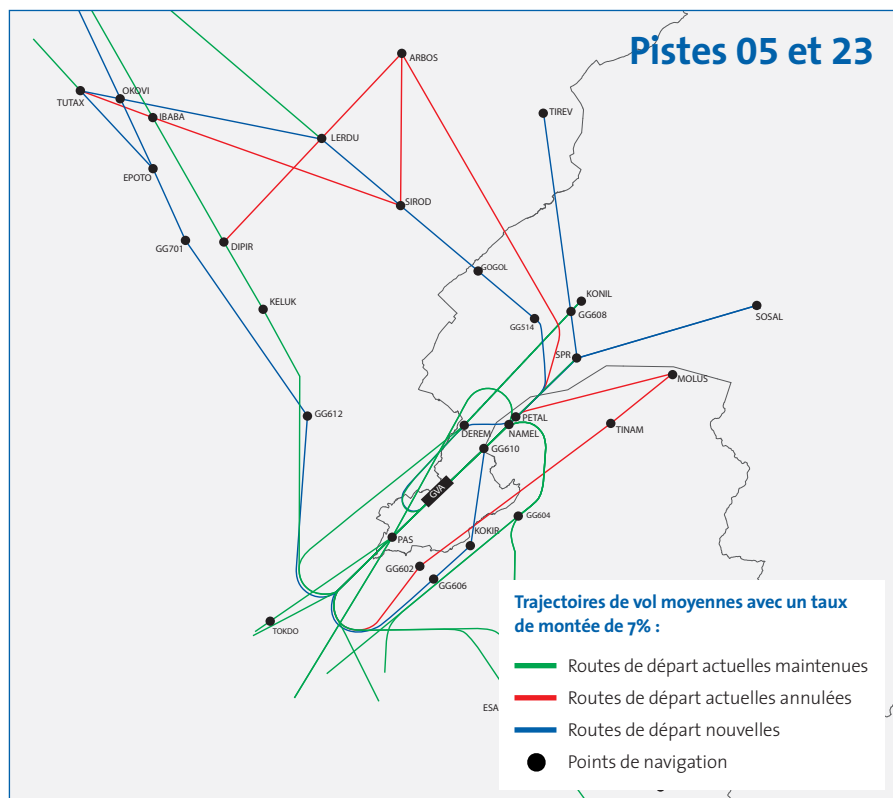 Pistes 05 et 23
ARBOS
OKOVI
TUTAX
IBABA
TIREV
LERDU
EPOTO
SIROD
GG701
DIPIR
GOGOL
KELUK
KONIL
GG608
SOSAL
GG514
SPR
MOLUS
GG612
PETAL
DEREM
NAMEL
TINAM
GG610
GVA
GG604
PAS
KOKIR
GG602
GG606
TOKDO
ESA
Trajectoires de vol moyennes avec un taux
de montée de 7% :
Routes de départ actuelles maintenues
Routes de départ actuelles annulées
Routes de départ nouvelles
Points de navigation